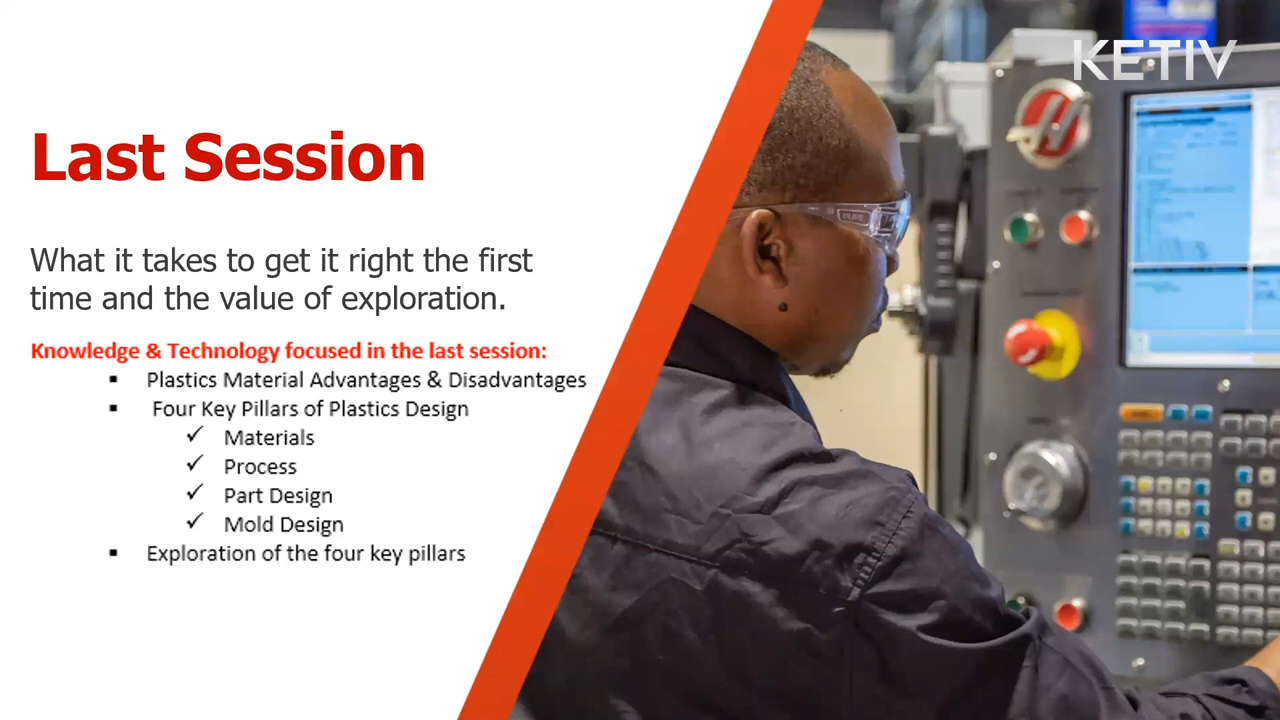 KETIV
Last Session
What it takes to get it right the first
time and the value of exploration.
Knowledge & Technology focused in the last session:
▪ Plastics Material Advantages & Disadvantages
▪ Four Key Pillars of Plastics Design
✓ Materials
✓ Process
✓ Part Design
✓ Mold Design
▪ Exploration of the four key pillars